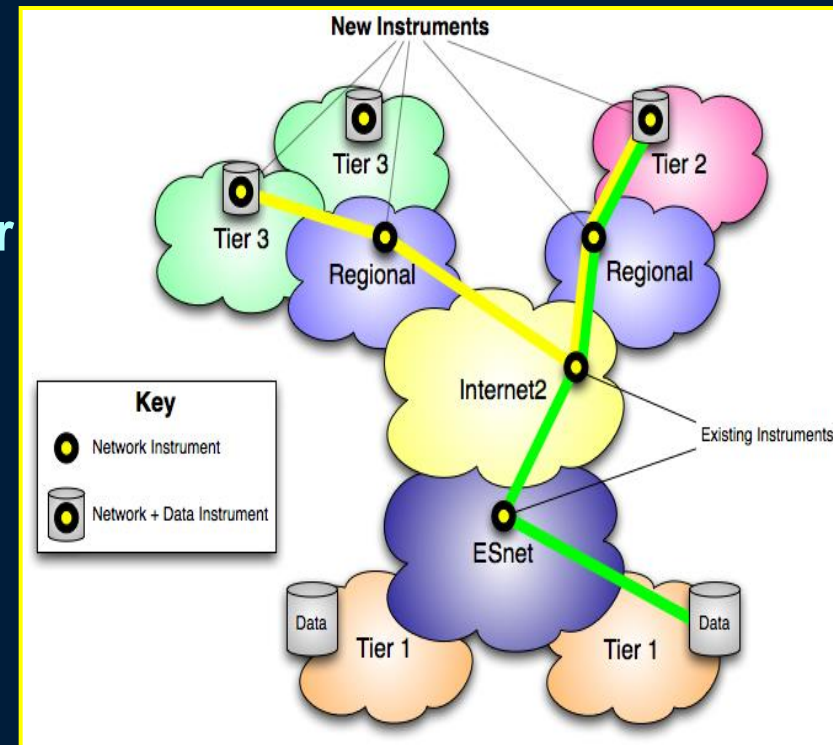 New Instruments
Tier 3
Tier 2
Tier 3
r
Regional
Regional
Internet2
Key
Network Instrument
Network + Data Instrument
Existing Instruments
ESnet
Data
Tier 1
Tier 1
Data